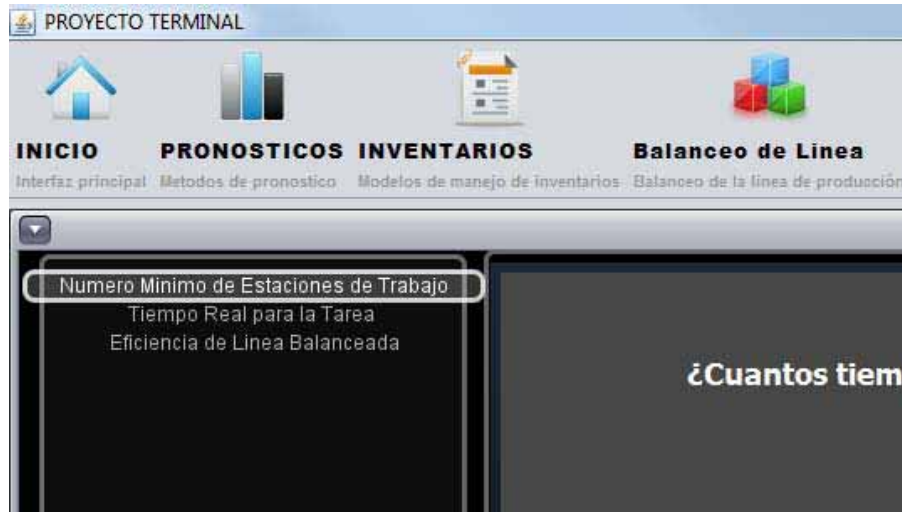 PROYECTO TERMINAL
INICIO PRONOSTICOS INVENTARIOS Balanceo de Linea
Interfaz principal Metodos de pronostico Modelos de manejo de inventarios Balanceo de la linea de producción
Numero Minimo de Estaciones de Trabajo
Tiempo Real para la Tarea
Eficiencia de Linea Balanceada
¿Cuantos tiem